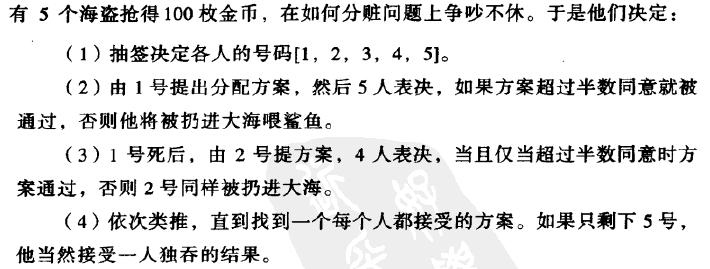 有 5 个海盗抢得100枚金币，在如何分赃问题上争吵不休。于是他们决定：
（1）抽签决定各人的号码[1，2，3，4，5]。
（2）由1号提出分配方案，然后5人表决，如果方案超过半数同意就被
通过，否则他将被扔进大海喂鲨鱼。
（3）1号死后，由2号提方案，4人表决，当且仅当超过半数同意时方
案通过，否则2号同样被扔进大海。
（4）依次类推，直到找到一个每个人都接受的方案。如果只剩下5号，
他当然接受一人独吞的结果。